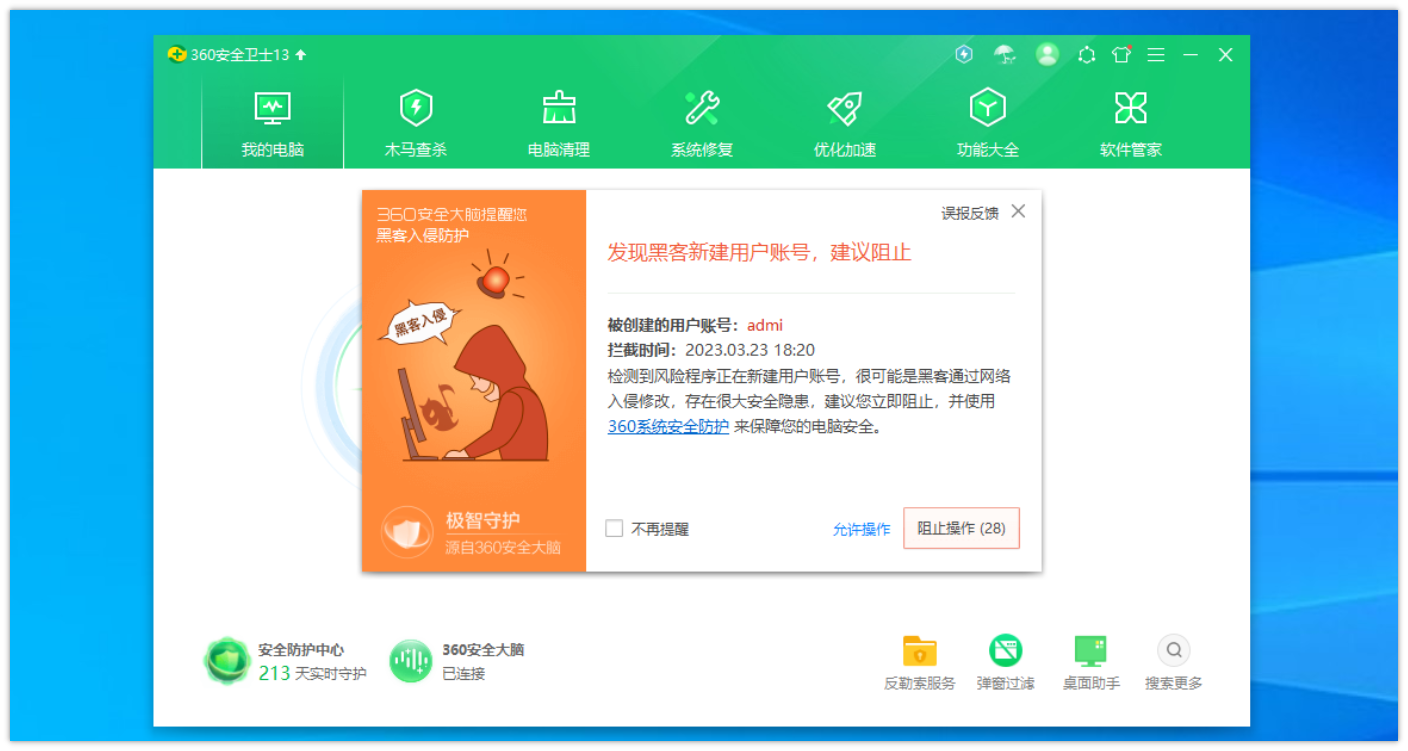 360安全卫士13
我的电脑
木马查杀
电脑清理
系统修复
优化加速
功能大全
软件管家
360安全大脑提醒您
黑客入侵防护
黑客入侵
极智守护
源自360安全大脑
误报反馈
发现黑客新建用户账号，建议阻止
被创建的用户账号：admi
拦截时间：2023.03.23 18:20
检测到风险程序正在新建用户账号，很可能是黑客通过网络
入侵修改，存在很大安全隐患，建议您立即阻止，并使用
360系统安全防护 来保障您的电脑安全。
不再提醒
允许操作
阻止操作 (28)
安全防护中心
213 天实时守护
360安全大脑
已连接
反勒索服务
弹窗过滤
桌面助手
搜索更多